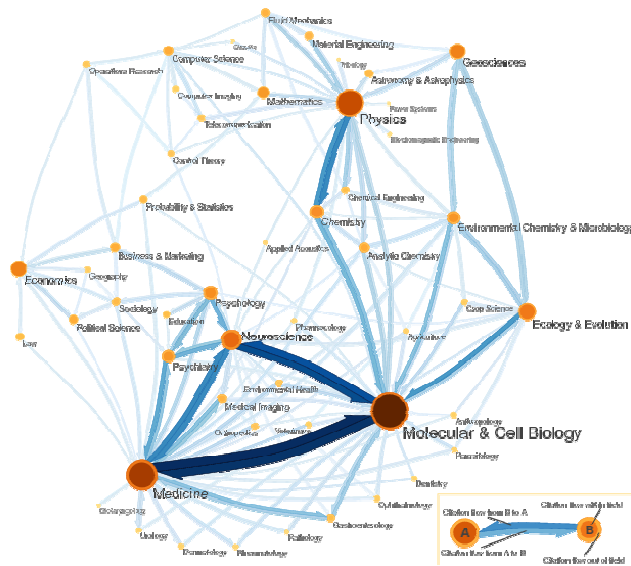 Fluid Mechanics
Material Engineering
Circuits
Computer Science
Geosciences
Tribology
Operations Research
Astronomy & Astrophysics
Computer Imaging
Mathematics
Power Systems
Physics
Telecommunication
Electromagnetic Engineering
Control Theory
Chemical Engineering
Probability & Statistics
Chemistry
Environmental Chemistry & Microbiology
Applied Acoustics
Analytic Chemistry
Business & Marketing
Economics
Geography
Psychology
Sociology
Crop Science
Education
Political Science
Pharmacology
Ecology & Evolution
Neuroscience
Agriculture
Law
Psychiatry
Environmental Health
Medical Imaging
Orthopedics
Veterinary
Anthropology
Molecular & Cell Biology
Parasitology
Dentistry
Medicine
Ophthalmology
Otolaryngology
Gastroenterology
Urology
Pathology
Dermatology
Rheumatology
Citation flow from B to A
Citation flow within field
A
B
Citation flow from A to B
Citation flow out of field